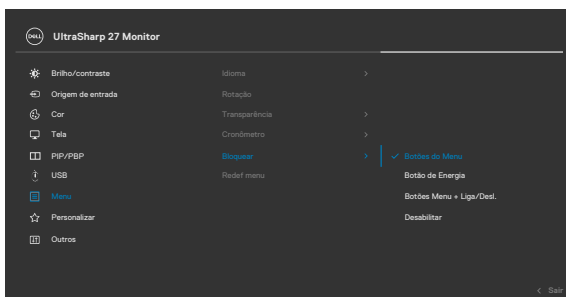 DELL UltraSharp 27 Monitor
Brilho/contraste
Origem de entrada
Cor
Tela
PIP/PBP
USB
Menu
Personalizar
Outros
Idioma
Rotação
Transparência
Cronômetro
Bloquear
Redef menu
Botões do Menu
Botão de Energia
Botões Menu + Liga/Desl.
Desabilitar
Sair